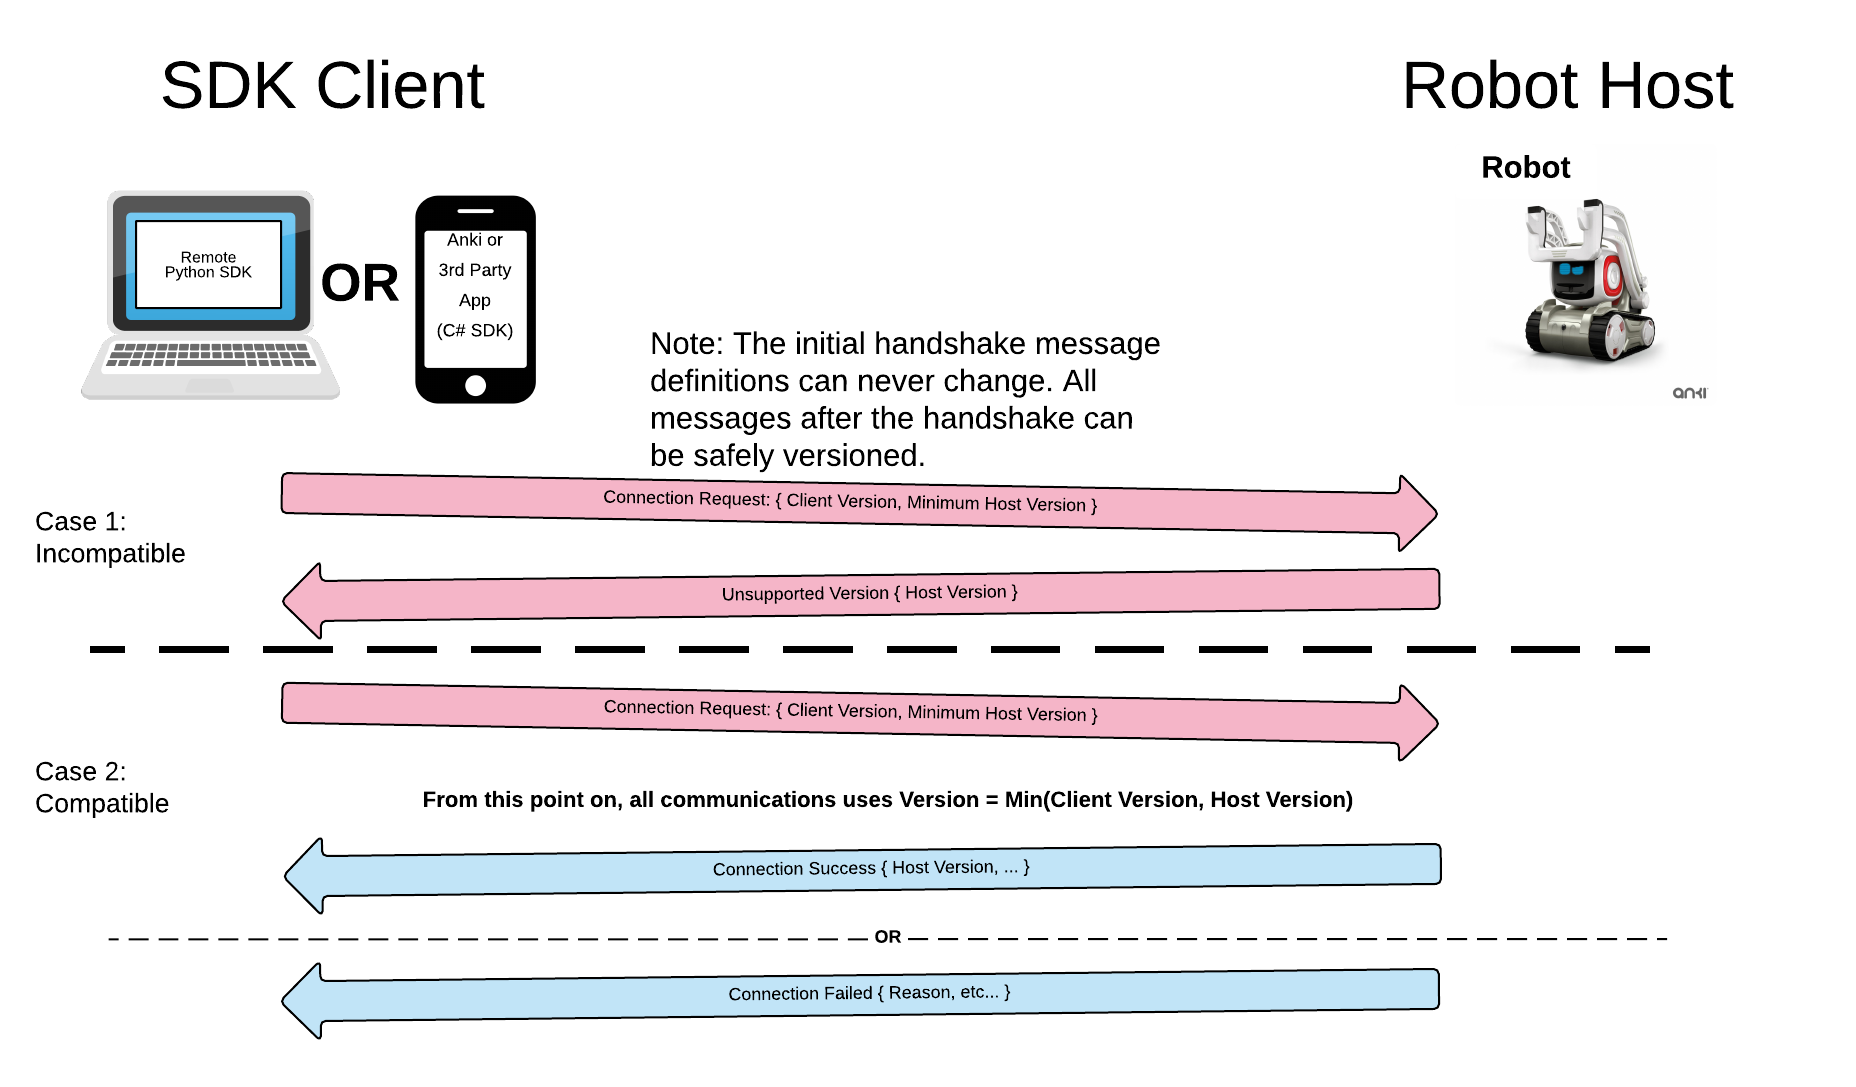 SDK Client
Robot Host
Robot
Remote
Python SDK
OR
Anki or
3rd Party
App
(C# SDK)
anki
Note: The initial handshake message
definitions can never change. All
messages after the handshake can
be safely versioned.
Case 1:
Incompatible
Connection Request: { Client Version, Minimum Host Version }
Unsupported Version { Host Version }
Connection Request: { Client Version, Minimum Host Version }
Case 2:
Compatible
From this point on, all communications uses Version = Min(Client Version, Host Version)
Connection Success { Host Version, ... }
OR
Connection Failed { Reason, etc... }